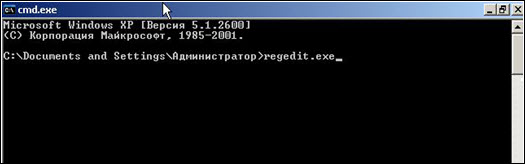 cmd.exe
Microsoft Windows XP [Версия 5.1.2600]
(C) Корпорация Майкрософт, 1985-2001.
C:\Documents and Settings\Администратор>regedit.exe_